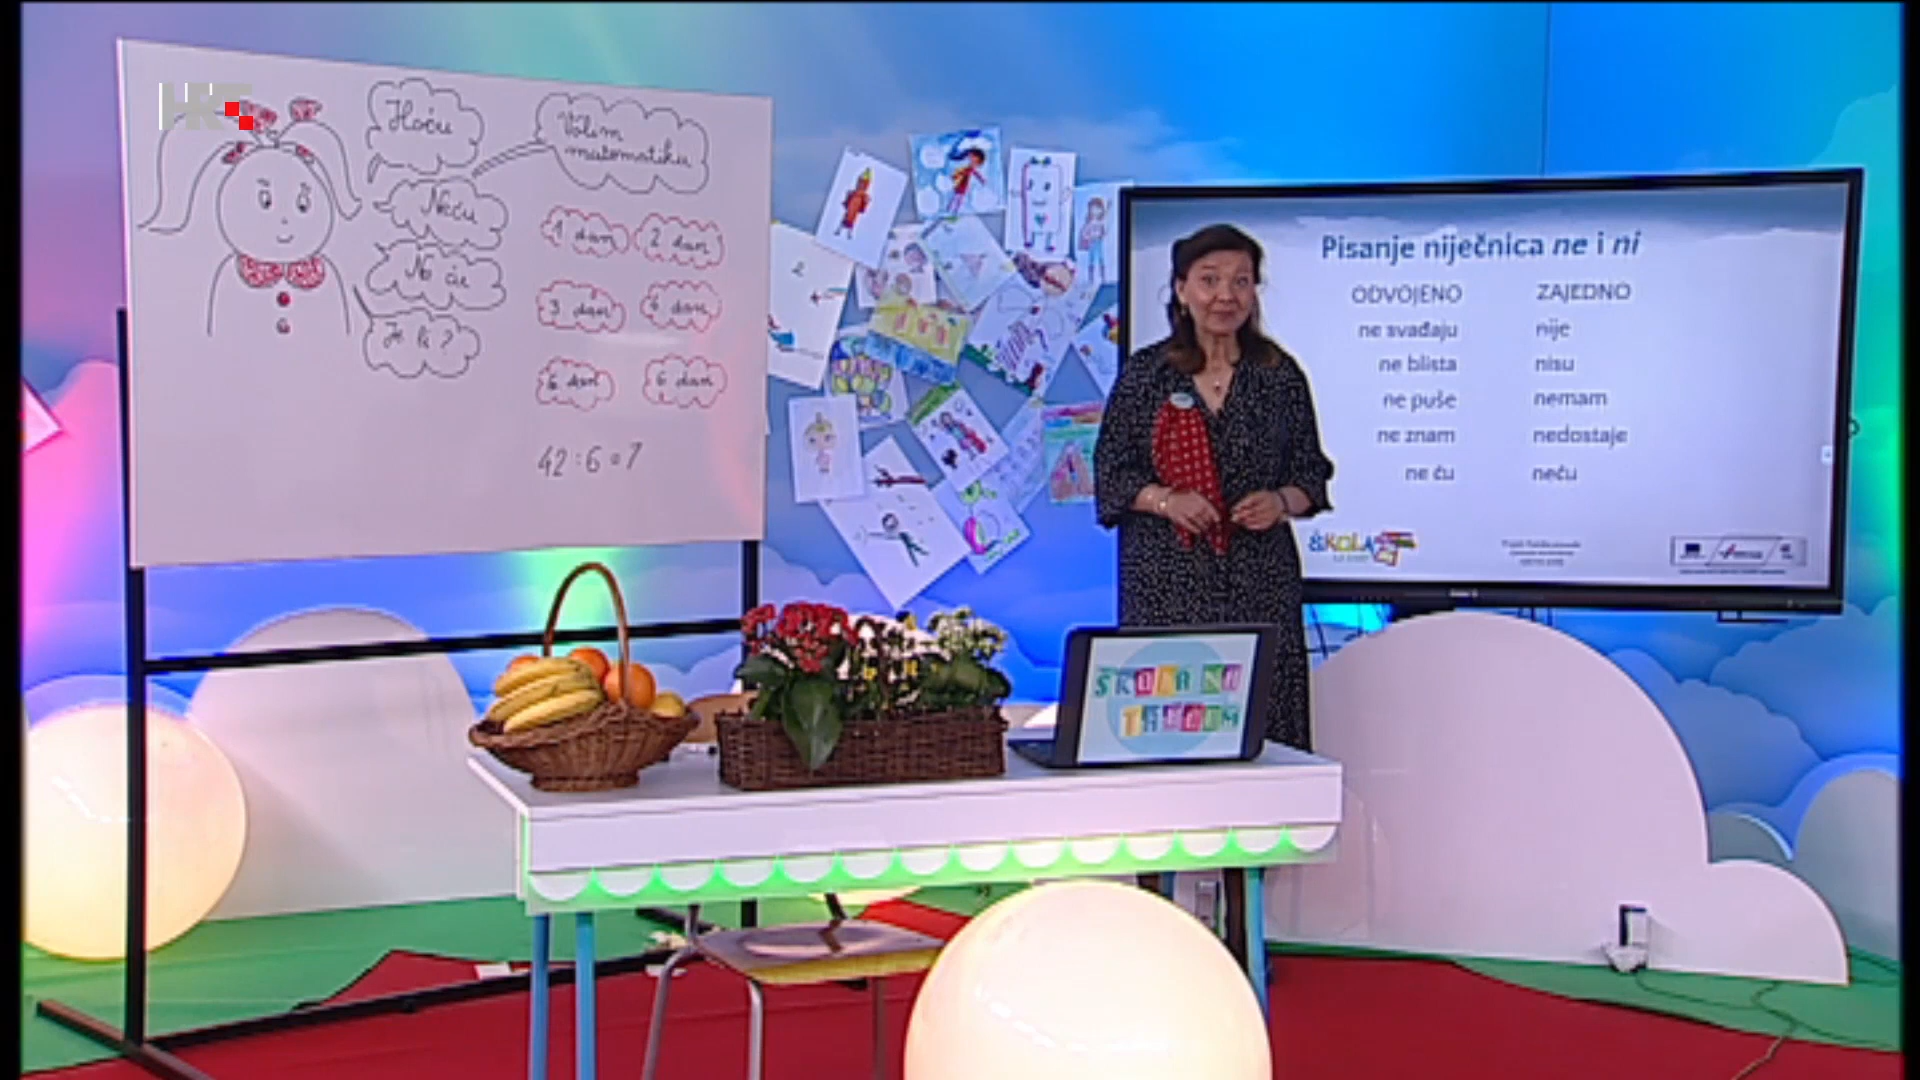 HRT
Hoću
Volim
matematiku
Neću
Ne ću
Je li?
1 dan
2 dan
3 dan
4 dan
6 dan
42:6=7
2
Pisanje niječnica ne i ni
ODVOJENO ZAJEDNO
ne svađaju nije
ne blista nisu
ne puše nemam
ne znam nedostaje
ne ću neću
ŠKOLA
ŠKOLA NA
TREĆEM